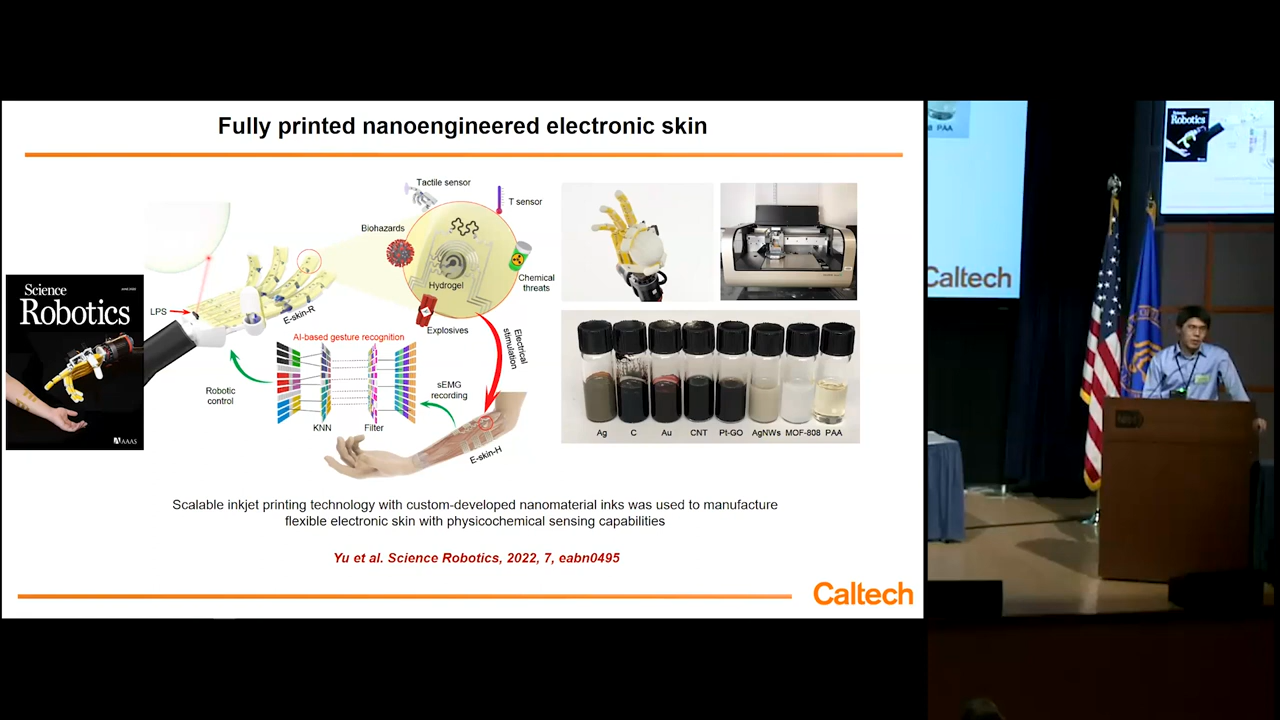 Fully printed nanoengineered electronic skin
Tactile sensor
T sensor
Biohazards
Hydrogel
Chemical
threats
Explosives
LPS
E-skin-R
Science
Robotics
AAAS
AI-based gesture recognition
Electrical
stimulation
Robotic
control
sEMG
recording
KNN
Filter
E-skin-H
Ag
C
Au
CNT
Pt-GO
AgNWs
MOF-808
PAA
Scalable inkjet printing technology with custom-developed nanomaterial inks was used to manufacture
flexible electronic skin with physicochemical sensing capabilities
Yu et al. Science Robotics, 2022, 7, eabn0495
Caltech
PAA
Caltech
Science
Robotics